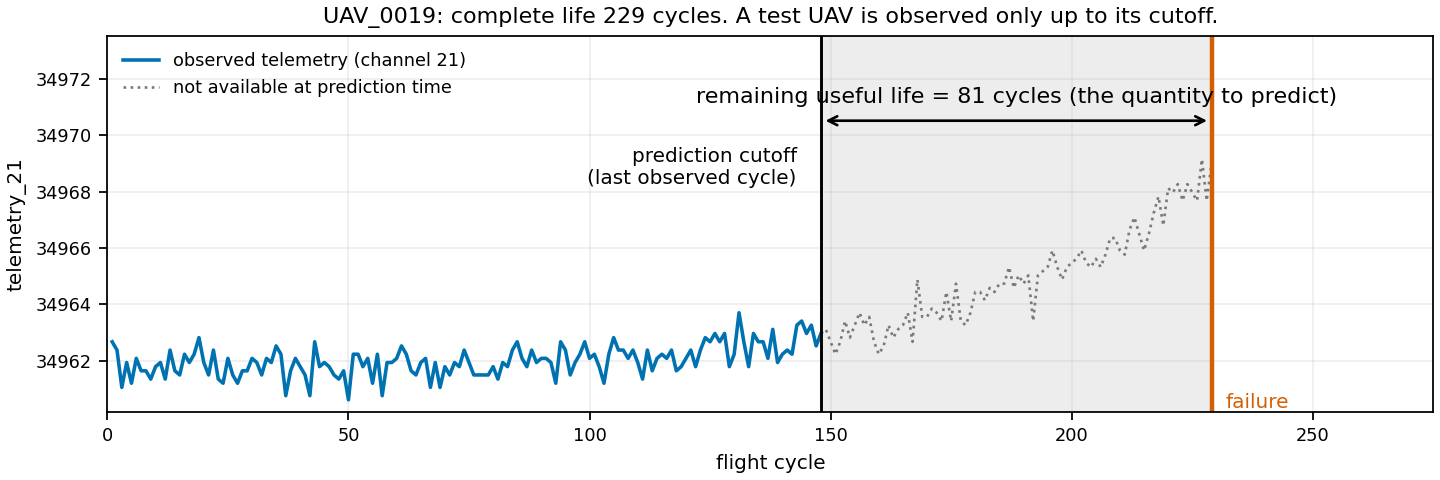 UAV_0019: complete life 229 cycles. A test UAV is observed only up to its cutoff.
observed telemetry (channel 21)
not available at prediction time
remaining useful life = 81 cycles (the quantity to predict)
prediction cutoff
(last observed cycle)
failure
telemetry_21
34972
34970
34968
34966
34964
34962
0
50
100
150
200
250
flight cycle